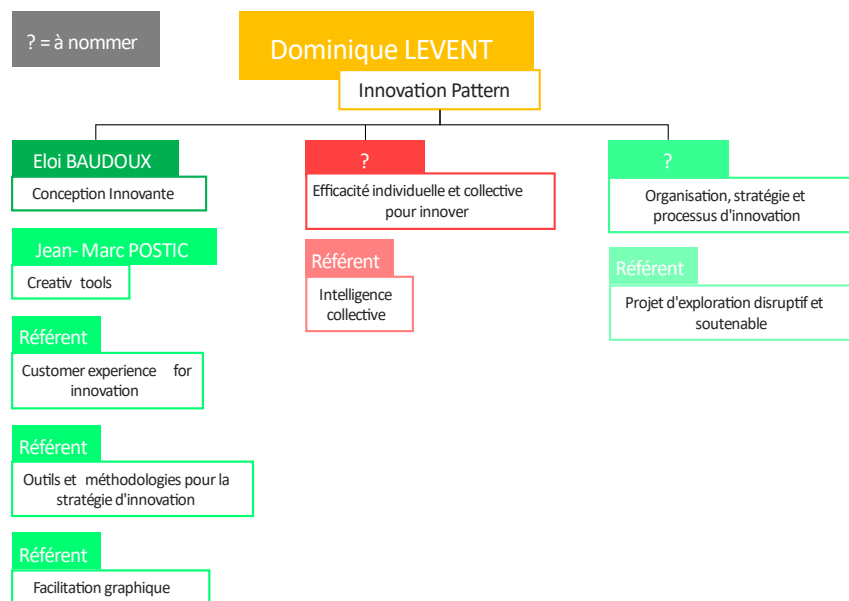 ? = à nommer
Dominique LEVENT
Innovation Pattern
Eloi BAUDOUX
Conception Innovante
Jean- Marc POSTIC
Creativ tools
Référent
Customer experience for
innovation
Référent
Outils et méthodologies pour la
stratégie d'innovation
Référent
Facilitation graphique
?
Efficacité individuelle et collective
pour innover
Référent
Intelligence
collective
?
Organisation, stratégie et
processus d'innovation
Référent
Projet d'exploration disruptif et
soutenable